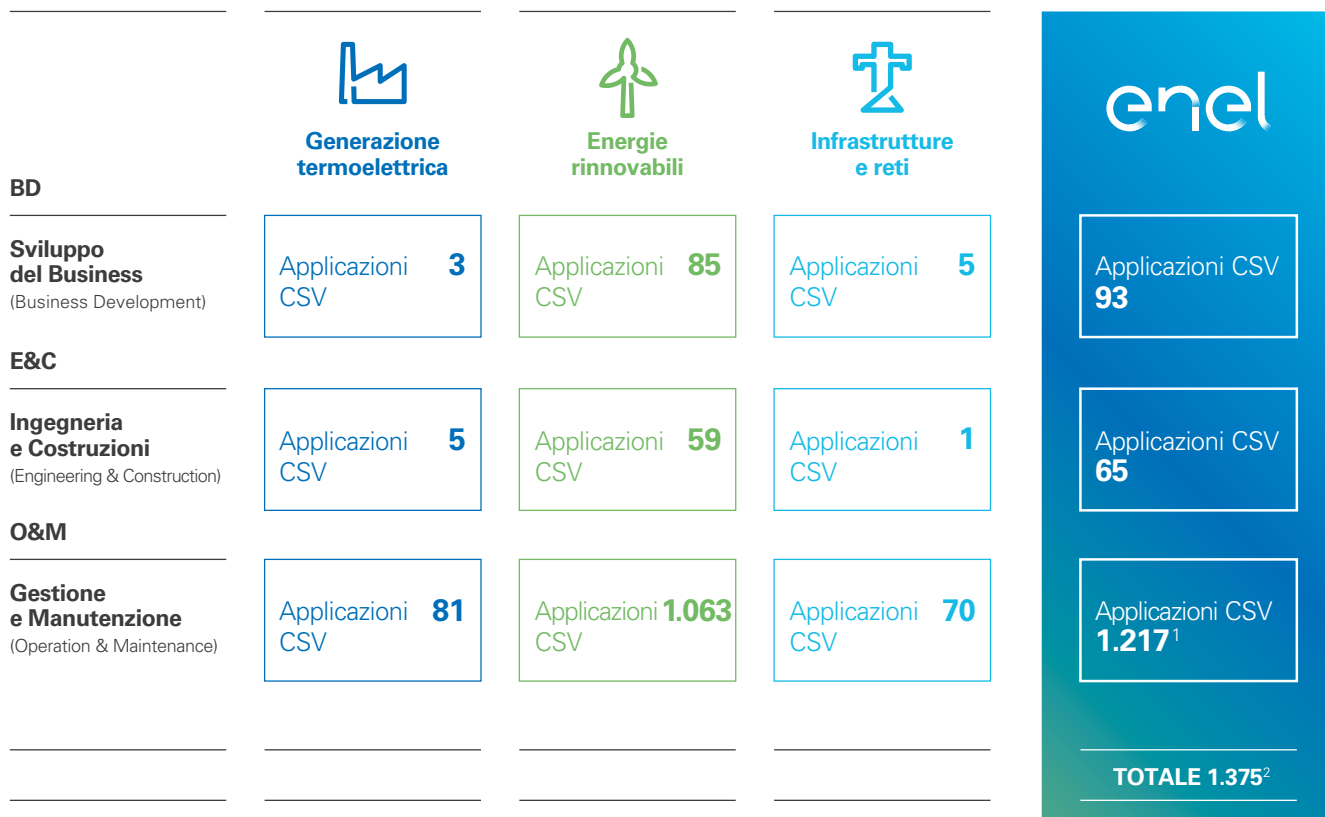 enel
Generazione
termoelettrica
Energie
rinnovabili
Infrastrutture
e reti
BD
Sviluppo
del Business
(Business Development)
Applicazioni 3
CSV
Applicazioni 85
CSV
Applicazioni 5
CSV
Applicazioni CSV
93
E&C
Ingegneria
e Costruzioni
(Engineering & Construction)
Applicazioni 5
CSV
Applicazioni 59
CSV
Applicazioni 1
CSV
Applicazioni CSV
65
O&M
Gestione
e Manutenzione
(Operation & Maintenance)
Applicazioni 81
CSV
Applicazioni 1.063
CSV
Applicazioni 70
CSV
Applicazioni CSV
1.217¹
TOTALE 1.375²